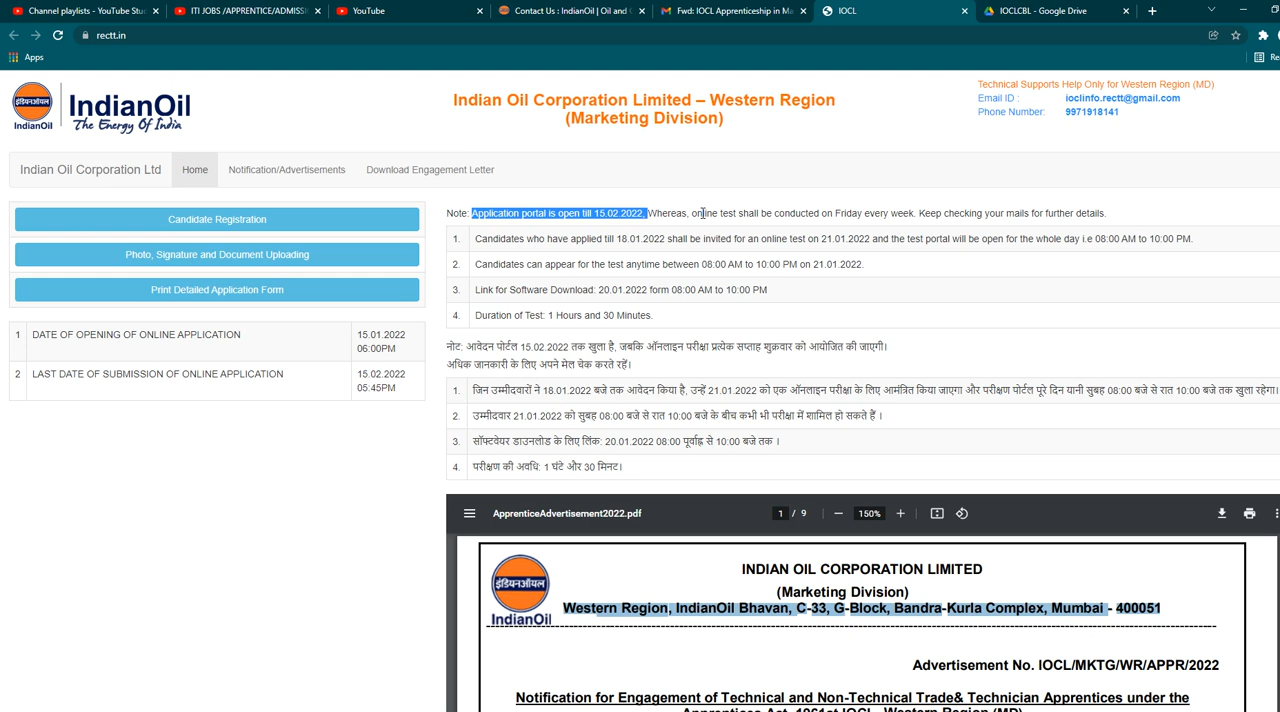 Channel playlists - YouTube Stu
ITI JOBS /APPRENTICE/ADMISSI
YouTube
Contact Us : IndianOil | Oil and G
Fwd: IOCL Apprenticeship in Ma
IOCL
IOCLCBL - Google Drive
rectt.in
Apps
Re
इंडियनऑयल
IndianOil
IndianOil
The Energy Of India
Indian Oil Corporation Limited – Western Region
(Marketing Division)
Technical Supports Help Only for Western Region (MD)
Email ID : ioclinfo.rectt@gmail.com
Phone Number: 9971918141
Indian Oil Corporation Ltd Home Notification/Advertisements Download Engagement Letter
Candidate Registration
Photo, Signature and Document Uploading
Print Detailed Application Form
1 DATE OF OPENING OF ONLINE APPLICATION 15.01.2022
06:00PM
2 LAST DATE OF SUBMISSION OF ONLINE APPLICATION 15.02.2022
05:45PM
Note: Application portal is open till 15.02.2022, Whereas, online test shall be conducted on Friday every week. Keep checking your mails for further details.
1. Candidates who have applied till 18.01.2022 shall be invited for an online test on 21.01.2022 and the test portal will be open for the whole day i.e 08:00 AM to 10:00 PM.
2. Candidates can appear for the test anytime between 08:00 AM to 10:00 PM on 21.01.2022.
3. Link for Software Download: 20.01.2022 form 08:00 AM to 10:00 PM
4. Duration of Test: 1 Hours and 30 Minutes.
नोट: आवेदन पोर्टल 15.02.2022 तक खुला है, जबकि ऑनलाइन परीक्षा प्रत्येक सप्ताह शुक्रवार को आयोजित की जाएगी।
अधिक जानकारी के लिए अपने मेल चेक करते रहें।
1. जिन उम्मीदवारों ने 18.01.2022 बजे तक आवेदन किया है, उन्हें 21.01.2022 को एक ऑनलाइन परीक्षा के लिए आमंत्रित किया जाएगा और परीक्षण पोर्टल पूरे दिन यानी सुबह 08:00 बजे से रात 10:00 बजे तक खुला रहेगा।
2. उम्मीदवार 21.01.2022 को सुबह 08:00 बजे से रात 10:00 बजे के बीच कभी भी परीक्षा में शामिल हो सकते हैं ।
3. सॉफ्टवेयर डाउनलोड के लिए लिंक: 20.01.2022 08:00 पूर्वाह्न से 10:00 बजे तक ।
4. परीक्षण की अवधि: 1 घंटे और 30 मिनट।
ApprenticeAdvertisement2022.pdf 1 / 9 150%
इंडियनऑयल
IndianOil
INDIAN OIL CORPORATION LIMITED
(Marketing Division)
Western Region, IndianOil Bhavan, C-33, G-Block, Bandra-Kurla Complex, Mumbai - 400051
Advertisement No. IOCL/MKTG/WR/APPR/2022
Notification for Engagement of Technical and Non-Technical Trade& Technician Apprentices under the
Apprentices Act, 1961at IOCL - Western Region (MD)